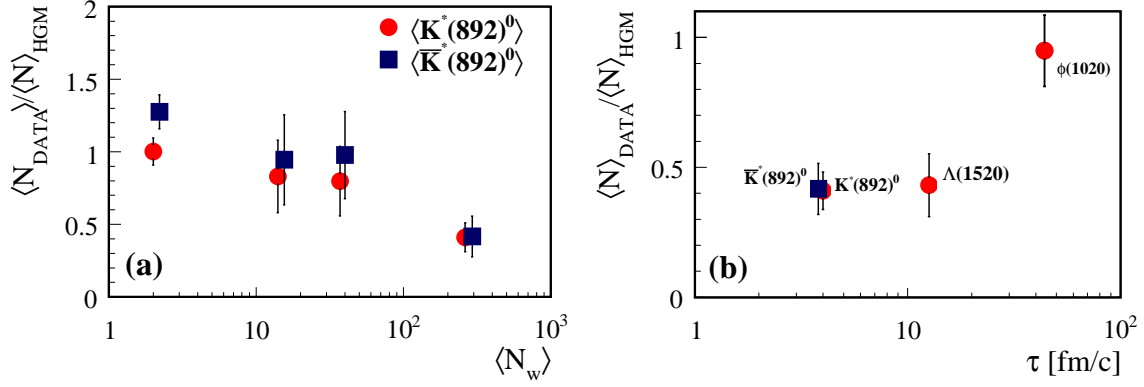 ⟨N_DATA⟩/⟨N⟩_HGM
2
1.5
1
0.5
0
⟨K*(892)⁰⟩
⟨K̅*(892)⁰⟩
(a)
1
10
10²
10³
⟨N_w⟩
⟨N⟩_DATA/⟨N⟩_HGM
1
0.5
0
ϕ(1020)
K̅*(892)⁰
K*(892)⁰
Λ(1520)
(b)
1
10
10²
τ [fm/c]